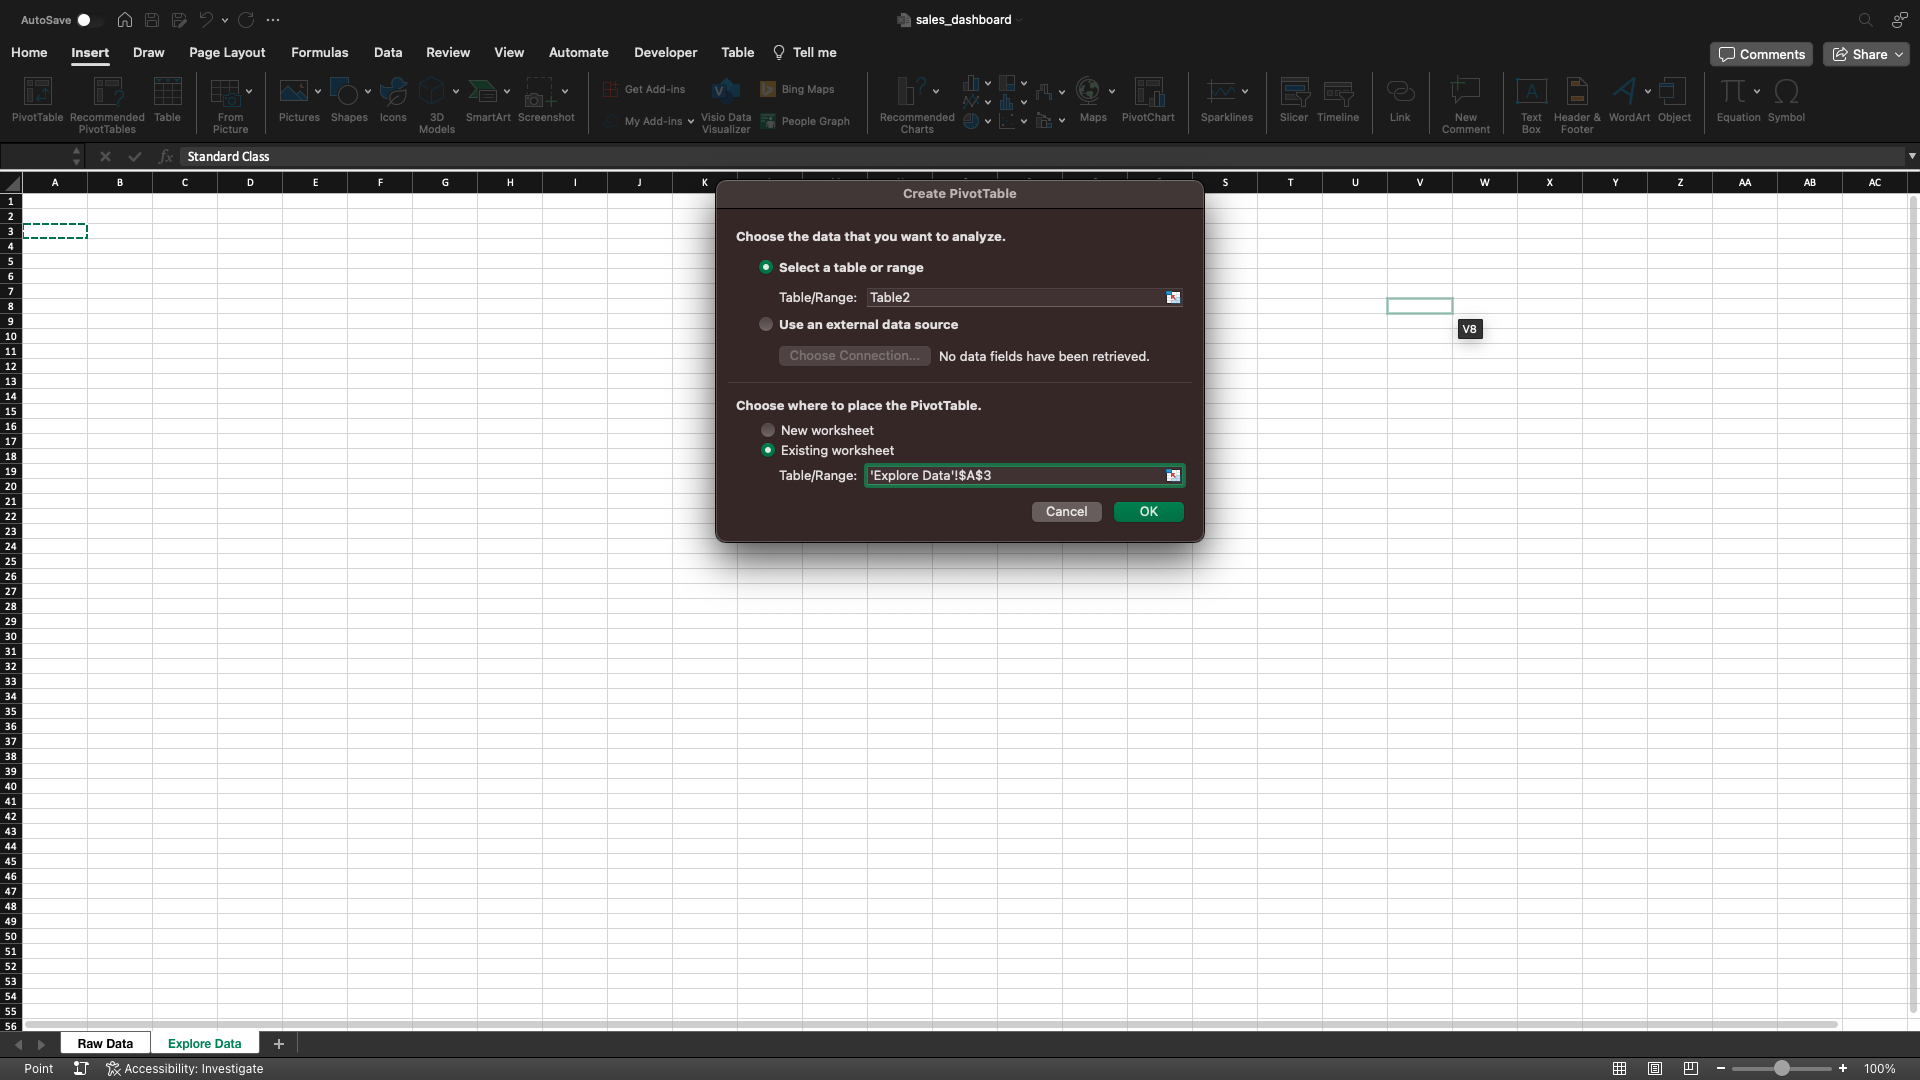 AutoSave
sales_dashboard
Home Insert Draw Page Layout Formulas Data Review View Automate Developer Table Tell me
Comments Share
PivotTable
Recommended
PivotTables
Table
From
Picture
Pictures
Shapes
Icons
3D
Models
SmartArt
Screenshot
Get Add-ins
My Add-ins
Visio Data
Visualizer
Bing Maps
People Graph
Recommended
Charts
Maps
PivotChart
Sparklines
Slicer
Timeline
Link
New
Comment
Text
Box
Header &
Footer
WordArt
Object
Equation
Symbol
fx Standard Class
A B C D E F G H I J K S T U V W X Y Z AA AB AC
1
2
3
4
5
6
7
8
9
10
11
12
13
14
15
16
17
18
19
20
21
22
23
24
25
26
27
28
29
30
31
32
33
34
35
36
37
38
39
40
41
42
43
44
45
46
47
48
49
50
51
52
53
54
55
56
Create PivotTable
Choose the data that you want to analyze.
Select a table or range
Table/Range: Table2
Use an external data source
Choose Connection... No data fields have been retrieved.
Choose where to place the PivotTable.
New worksheet
Existing worksheet
Table/Range: 'Explore Data'!$A$3
Cancel OK
V8
Raw Data Explore Data +
Point Accessibility: Investigate 100%